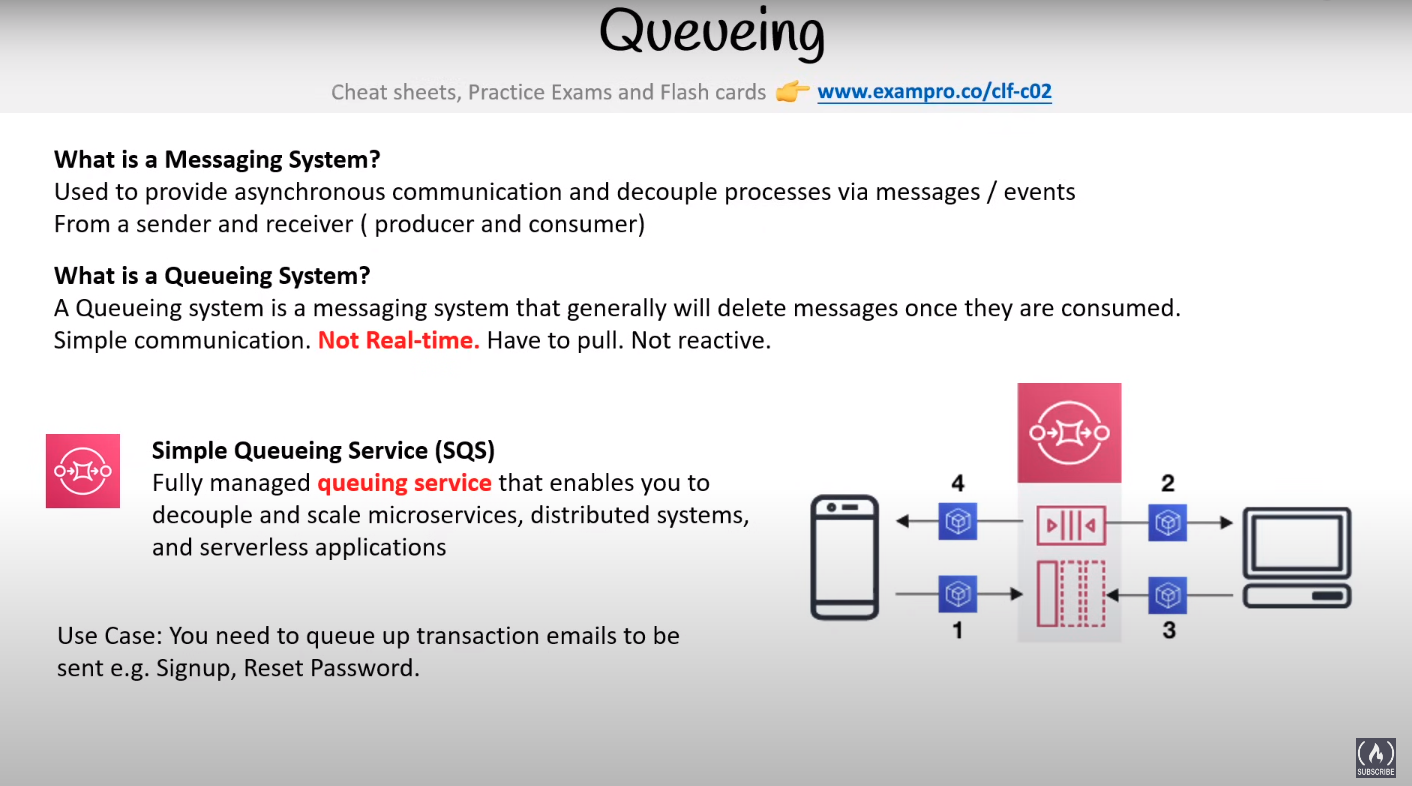 Queueing
Cheat sheets, Practice Exams and Flash cards 👉 www.exampro.co/clf-c02
What is a Messaging System?
Used to provide asynchronous communication and decouple processes via messages / events
From a sender and receiver ( producer and consumer)
What is a Queueing System?
A Queueing system is a messaging system that generally will delete messages once they are consumed.
Simple communication. Not Real-time. Have to pull. Not reactive.
Simple Queueing Service (SQS)
Fully managed queuing service that enables you to
decouple and scale microservices, distributed systems,
and serverless applications
Use Case: You need to queue up transaction emails to be
sent e.g. Signup, Reset Password.
4
2
1
3
SUBSCRIBE